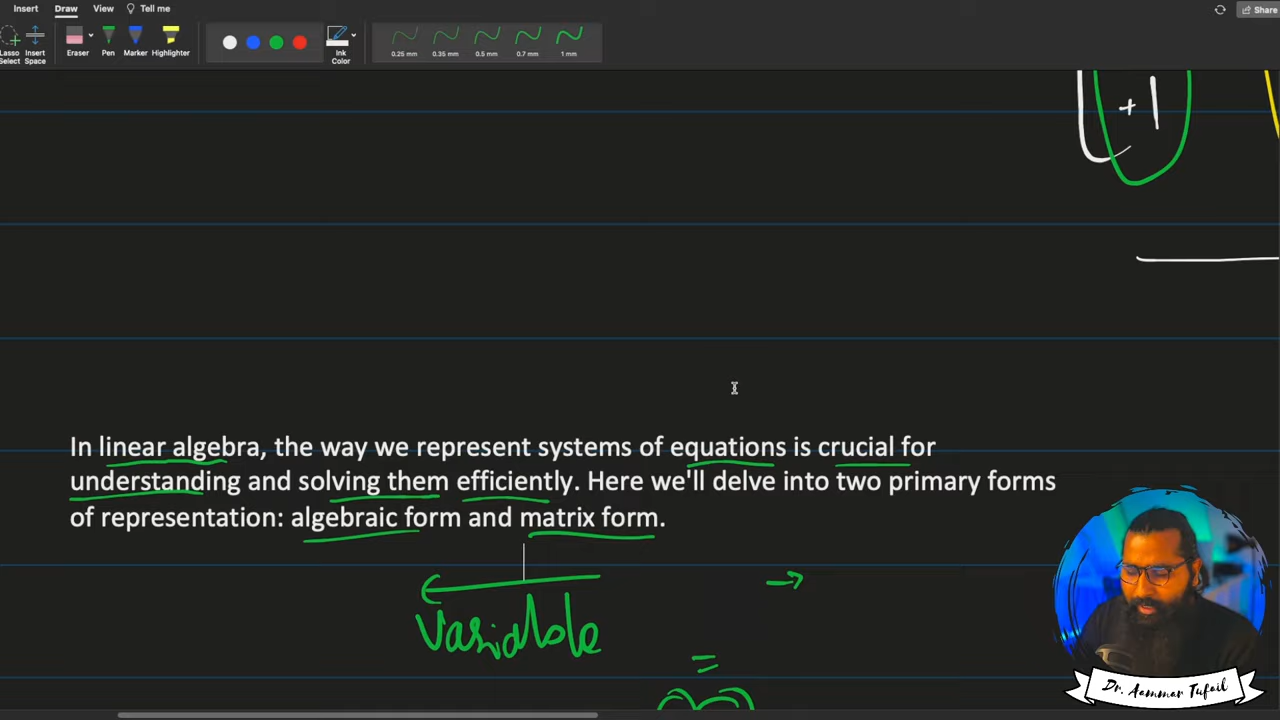 Insert Draw View Tell me Share
Lasso Select Insert Space Eraser Pen Marker Highlighter Ink Color 0.25 mm 0.35 mm 0.5 mm 0.7 mm 1 mm
+ 1
In linear algebra, the way we represent systems of equations is crucial for
understanding and solving them efficiently. Here we'll delve into two primary forms
of representation: algebraic form and matrix form.
Variable
=
Dr. Aammar Tufail